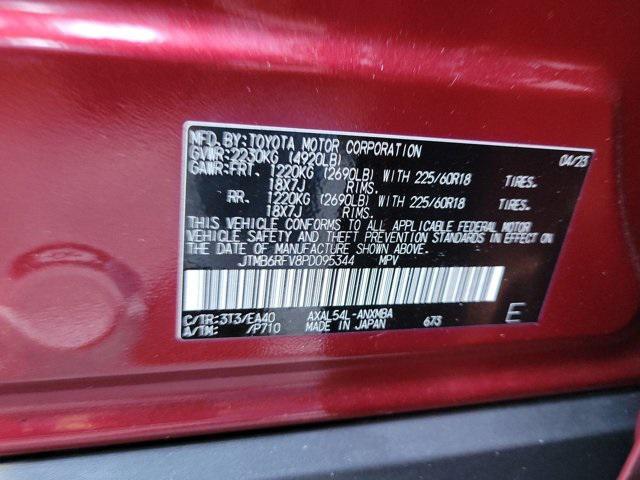 MFD. BY: TOYOTA MOTOR CORPORATION 04/23
GVWR: 2230KG (4920LB)
GAWR: FRT. 1220KG (2690LB) WITH 225/60R18 TIRES.
18X7J RIMS.
RR. 1220KG (2690LB) WITH 225/60R18 TIRES.
18X7J RIMS.
THIS VEHICLE CONFORMS TO ALL APPLICABLE FEDERAL MOTOR
VEHICLE SAFETY AND THEFT PREVENTION STANDARDS IN EFFECT ON
THE DATE OF MANUFACTURE SHOWN ABOVE.
JTMB6RFV8PD095344 MPV
C/TR: 3T3/EA40 AXAL54L-ANXMBA
A/TM: /P710 MADE IN JAPAN 673 E